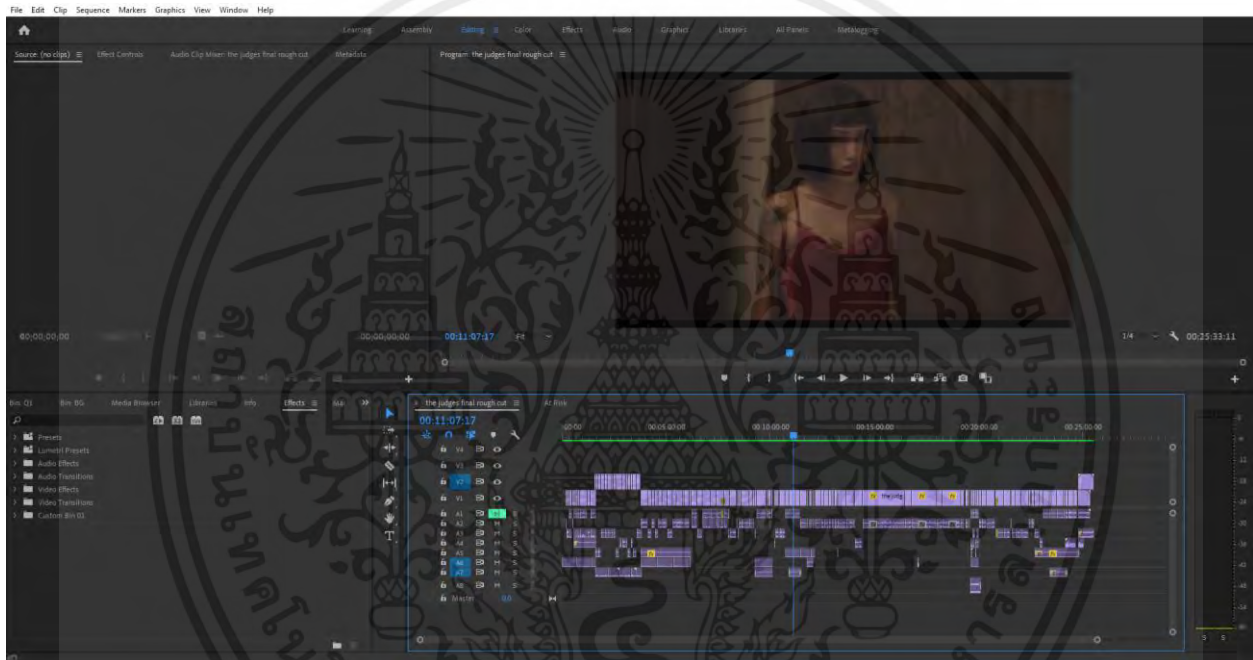 File Edit Clip Sequence Markers Graphics View Window Help
Learning Assembly Editing Color Effects Audio Graphics Libraries All Panels Metalogging
Source: (no clips) Effect Controls Audio Clip Mixer: the judges final rough cut Metadata
Program: the judges final rough cut
00;00;00;00
00;00;00;00
00:11:07:17 Fit
1/4 00:25:33:11
Bin: Q1 Bin: BG Media Browser Libraries Info Effects Ma
Presets
Lumetri Presets
Audio Effects
Audio Transitions
Video Effects
Video Transitions
Custom Bin 01
the judges final rough cut
00:11:07:17
:00:00 00:05:00:00 00:10:00:00 00:15:00:00 00:20:00:00 00:25:00:00
V4
V3
V2
V1
A1 M S
A2 M S
A3 M S
A4 M S
A5 M S
A6 M S
A7 M S
A8 M S
Master 0.0
S S